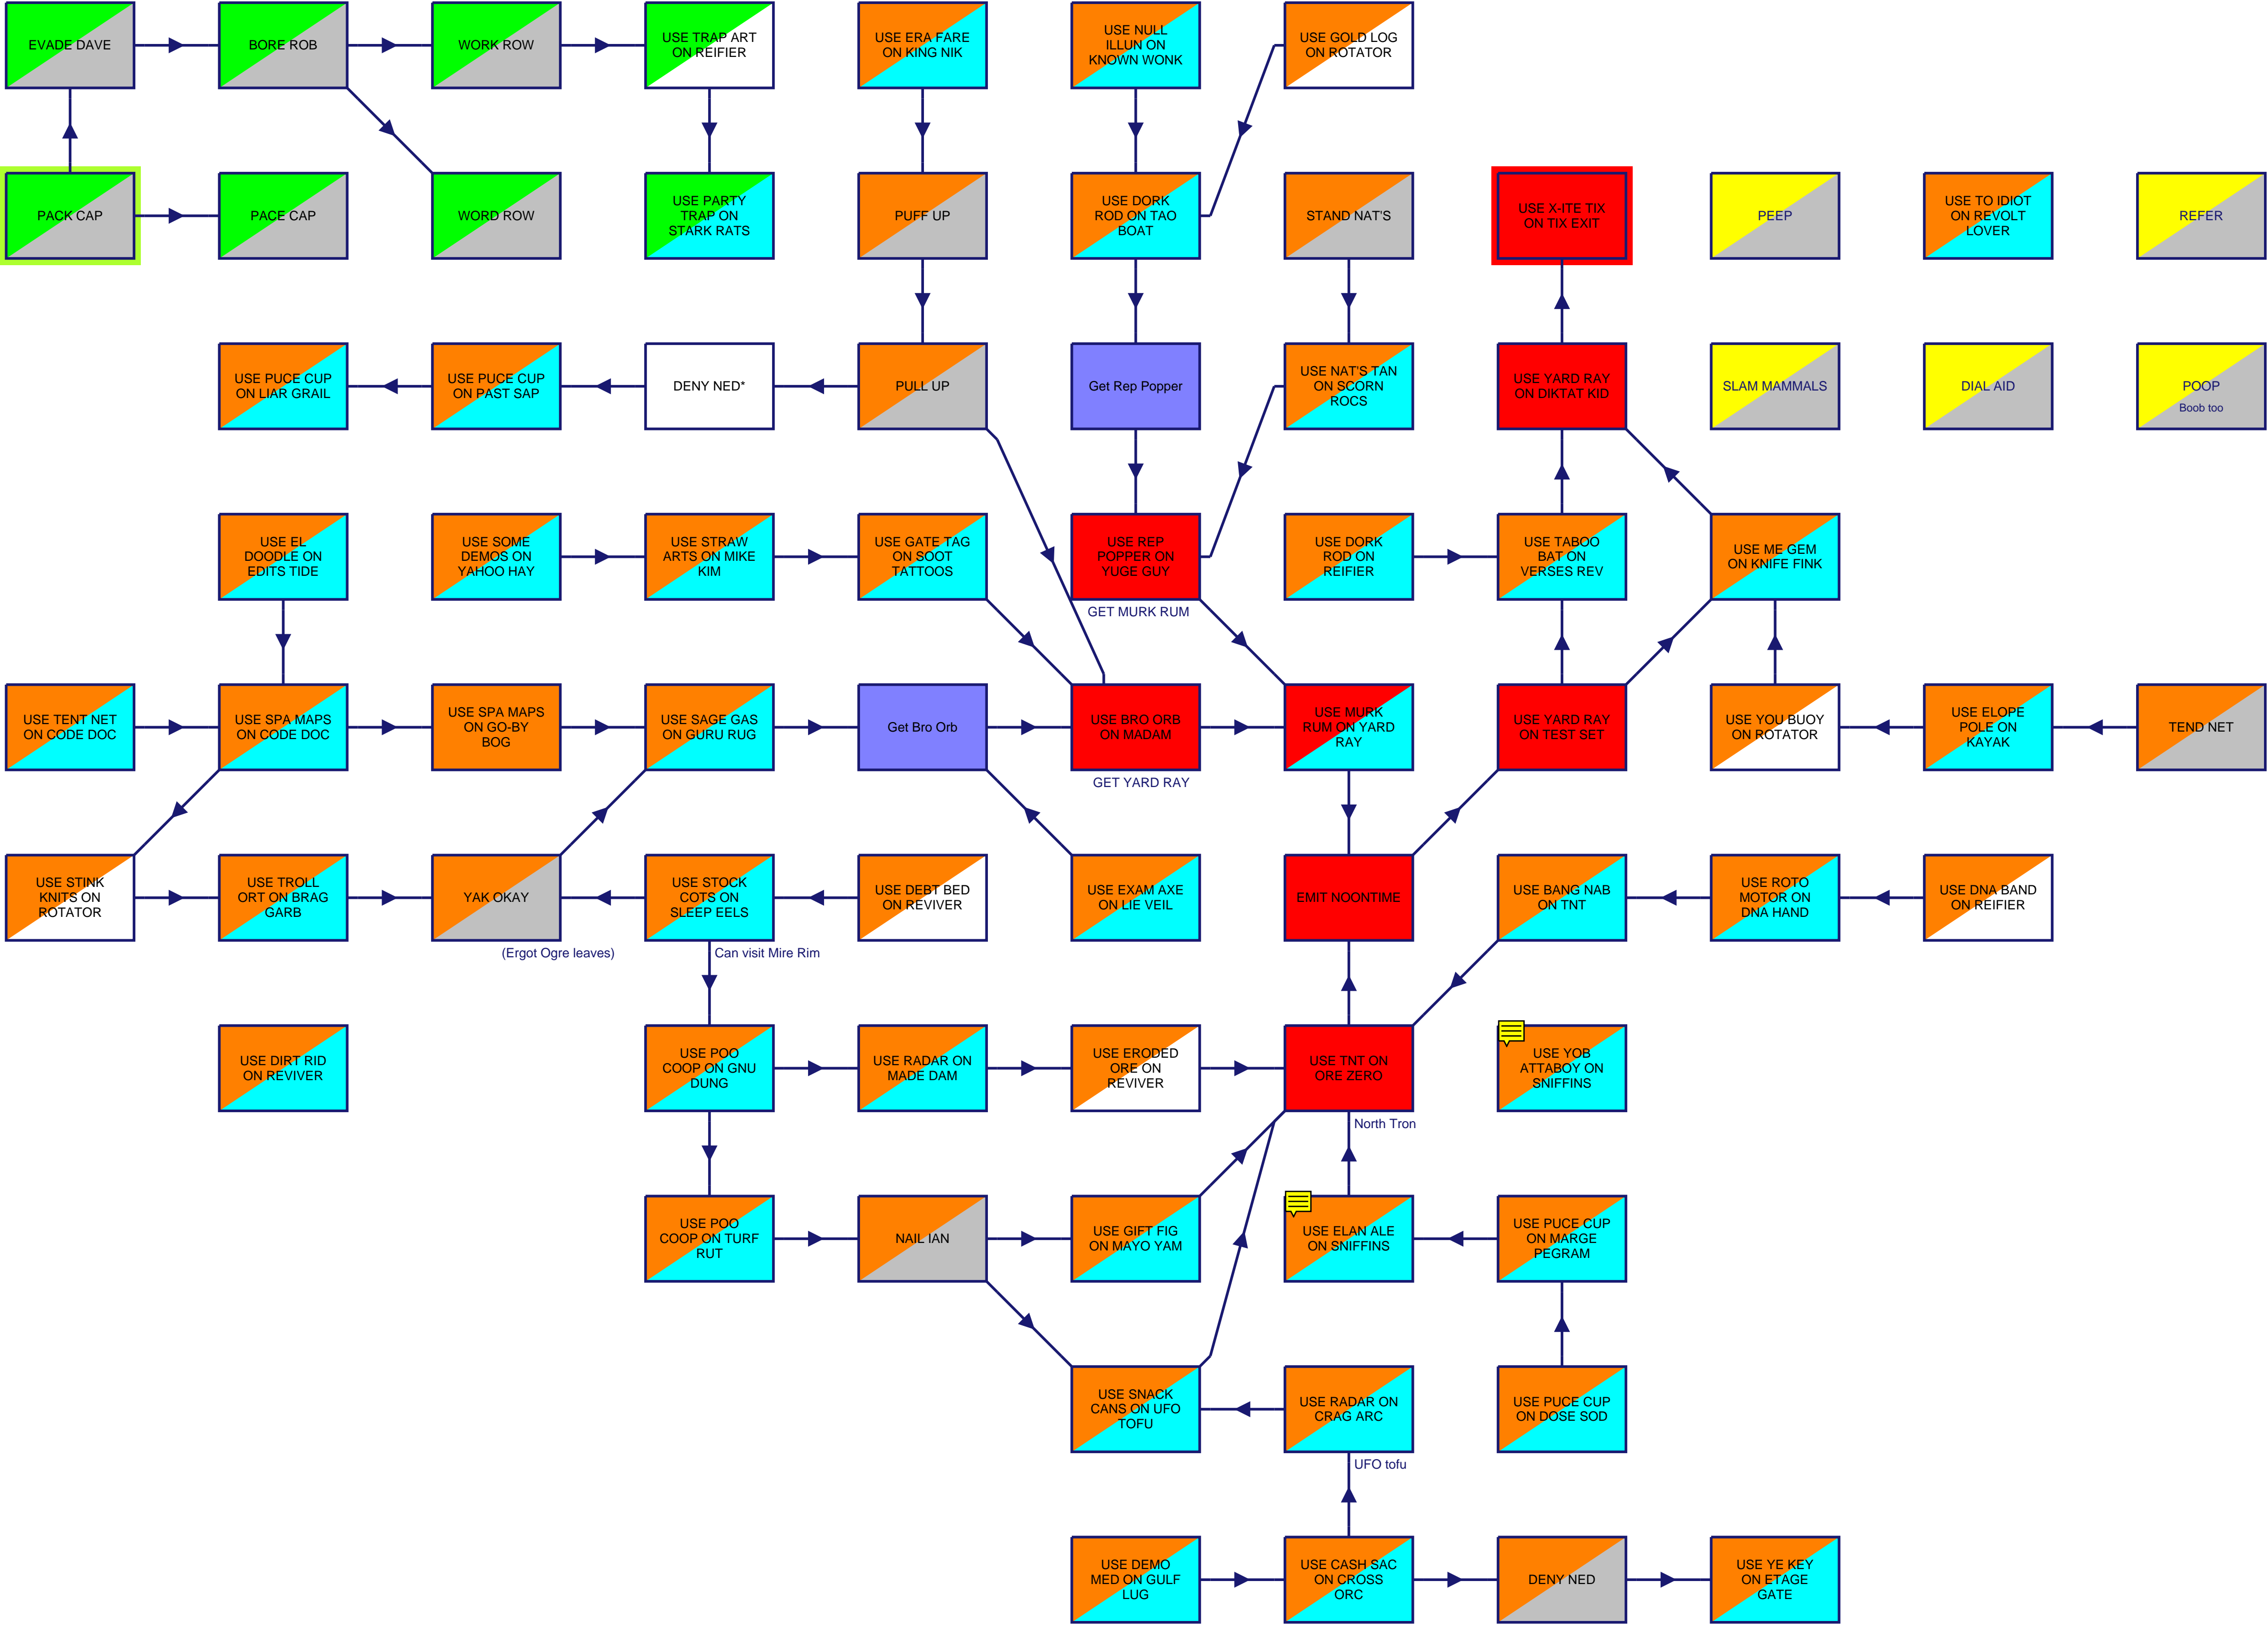 EVADE DAVE
BORE ROB
WORK ROW
USE TRAP ART
ON REIFIER
USE ERA FARE
ON KING NIK
USE NULL
ILLUN ON
KNOWN WONK
USE GOLD LOG
ON ROTATOR
PACK CAP
PACE CAP
WORD ROW
USE PARTY
TRAP ON
STARK RATS
PUFF UP
USE DORK
ROD ON TAO
BOAT
STAND NAT'S
USE X-ITE TIX
ON TIX EXIT
PEEP
USE TO IDIOT
ON REVOLT
LOVER
REFER
USE PUCE CUP
ON LIAR GRAIL
USE PUCE CUP
ON PAST SAP
DENY NED*
PULL UP
Get Rep Popper
USE NAT'S TAN
ON SCORN
ROCS
USE YARD RAY
ON DIKTAT KID
SLAM MAMMALS
DIAL AID
POOP
Boob too
USE EL
DOODLE ON
EDITS TIDE
USE SOME
DEMOS ON
YAHOO HAY
USE STRAW
ARTS ON MIKE
KIM
USE GATE TAG
ON SOOT
TATTOOS
USE REP
POPPER ON
YUGE GUY
GET MURK RUM
USE DORK
ROD ON
REIFIER
USE TABOO
BAT ON
VERSES REV
USE ME GEM
ON KNIFE FINK
USE TENT NET
ON CODE DOC
USE SPA MAPS
ON CODE DOC
USE SPA MAPS
ON GO-BY
BOG
USE SAGE GAS
ON GURU RUG
Get Bro Orb
USE BRO ORB
ON MADAM
GET YARD RAY
USE MURK
RUM ON YARD
RAY
USE YARD RAY
ON TEST SET
USE YOU BUOY
ON ROTATOR
USE ELOPE
POLE ON
KAYAK
TEND NET
USE STINK
KNITS ON
ROTATOR
USE TROLL
ORT ON BRAG
GARB
YAK OKAY
(Ergot Ogre leaves)
USE STOCK
COTS ON
SLEEP EELS
Can visit Mire Rim
USE DEBT BED
ON REVIVER
USE EXAM AXE
ON LIE VEIL
EMIT NOONTIME
USE BANG NAB
ON TNT
USE ROTO
MOTOR ON
DNA HAND
USE DNA BAND
ON REIFIER
USE DIRT RID
ON REVIVER
USE POO
COOP ON GNU
DUNG
USE RADAR ON
MADE DAM
USE ERODED
ORE ON
REVIVER
USE TNT ON
ORE ZERO
North Tron
USE YOB
ATTABOY ON
SNIFFINS
USE POO
COOP ON TURF
RUT
NAIL IAN
USE GIFT FIG
ON MAYO YAM
USE ELAN ALE
ON SNIFFINS
USE PUCE CUP
ON MARGE
PEGRAM
USE SNACK
CANS ON UFO
TOFU
USE RADAR ON
CRAG ARC
UFO tofu
USE PUCE CUP
ON DOSE SOD
USE DEMO
MED ON GULF
LUG
USE CASH SAC
ON CROSS
ORC
DENY NED
USE YE KEY
ON ETAGE
GATE